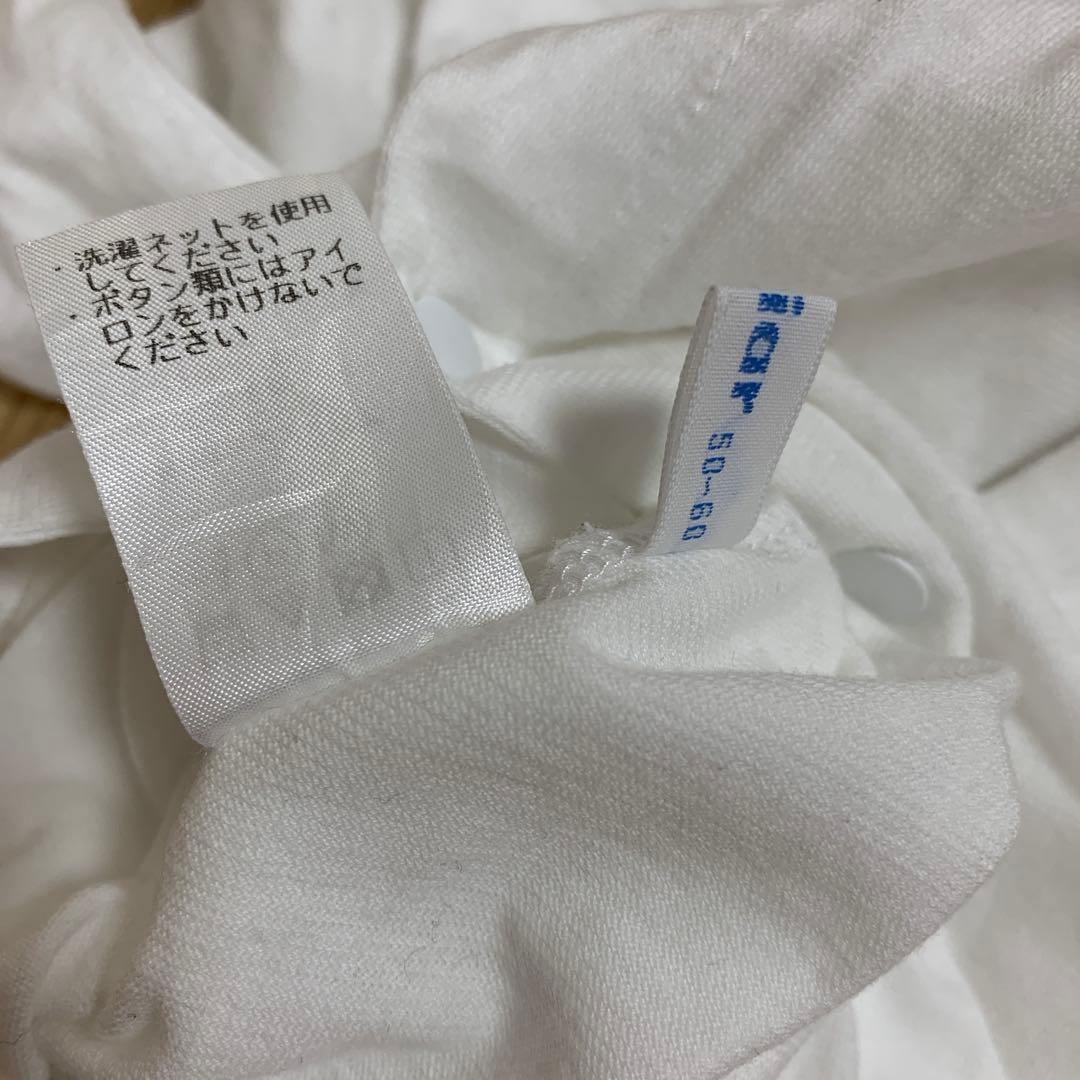 ・洗濯ネットを使用
してください
・ボタン類にはアイ
ロンをかけないで
ください
50~60